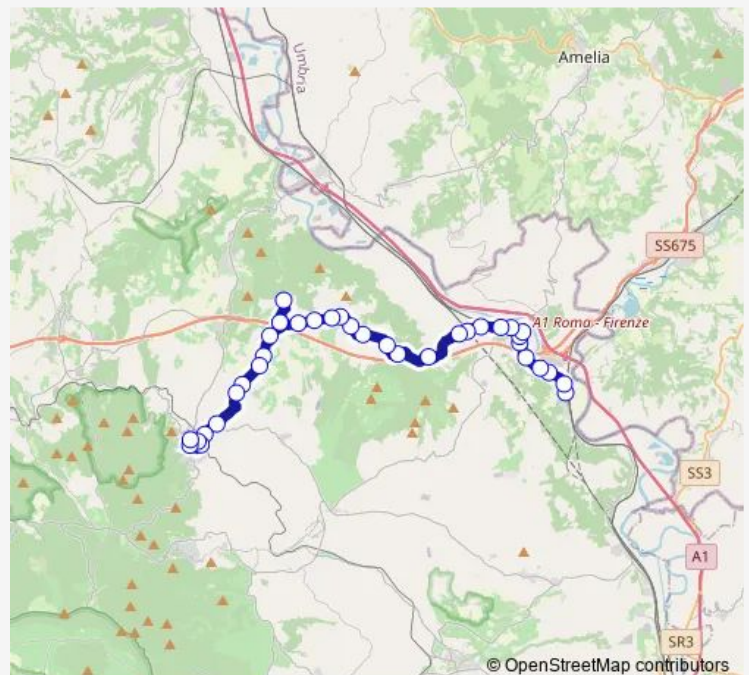 Amelia
Umbria
SS675
A1 Roma - Firenze
SS3
A1
SR3
© OpenStreetMap contributors